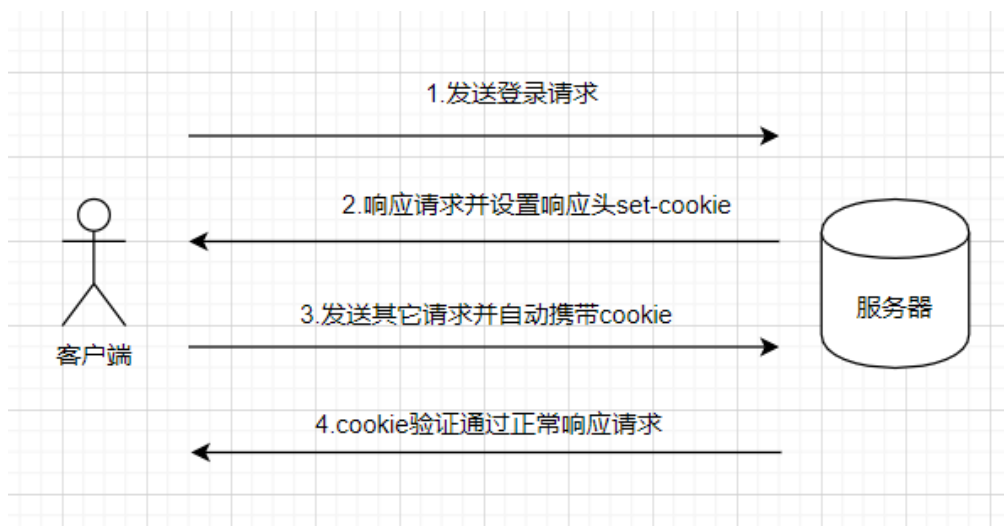 1.发送登录请求
2.响应请求并设置响应头set-cookie
3.发送其它请求并自动携带cookie
服务器
客户端
4.cookie验证通过正常响应请求